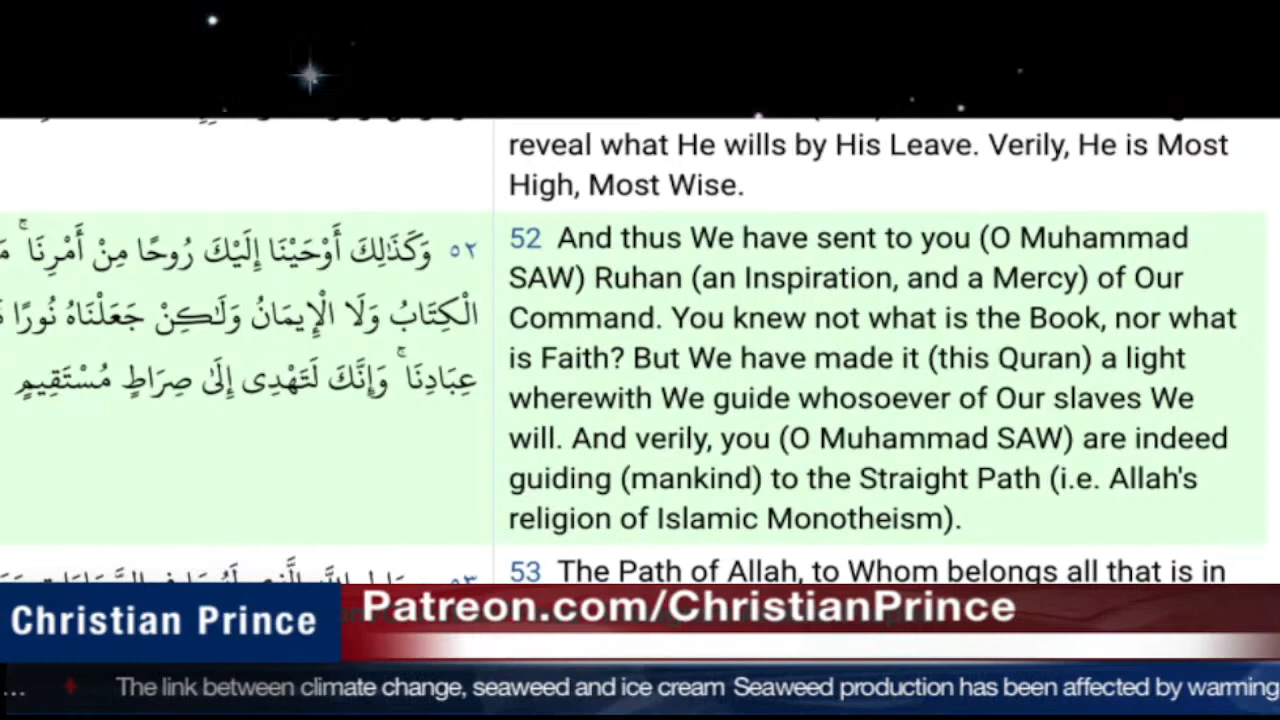 reveal what He wills by His Leave. Verily, He is Most
High, Most Wise.
٥٢ وَكَذَٰلِكَ أَوْحَيْنَا إِلَيْكَ رُوحًا مِنْ أَمْرِنَا ۚ
الْكِتَابُ وَلَا الْإِيمَانُ وَلَٰكِنْ جَعَلْنَاهُ نُورًا
عِبَادِنَا ۚ وَإِنَّكَ لَتَهْدِي إِلَىٰ صِرَاطٍ مُسْتَقِيمٍ
52 And thus We have sent to you (O Muhammad
SAW) Ruhan (an Inspiration, and a Mercy) of Our
Command. You knew not what is the Book, nor what
is Faith? But We have made it (this Quran) a light
wherewith We guide whosoever of Our slaves We
will. And verily, you (O Muhammad SAW) are indeed
guiding (mankind) to the Straight Path (i.e. Allah's
religion of Islamic Monotheism).
53 The Path of Allah, to Whom belongs all that is in
Christian Prince
Patreon.com/ChristianPrince
... The link between climate change, seaweed and ice cream Seaweed production has been affected by warming